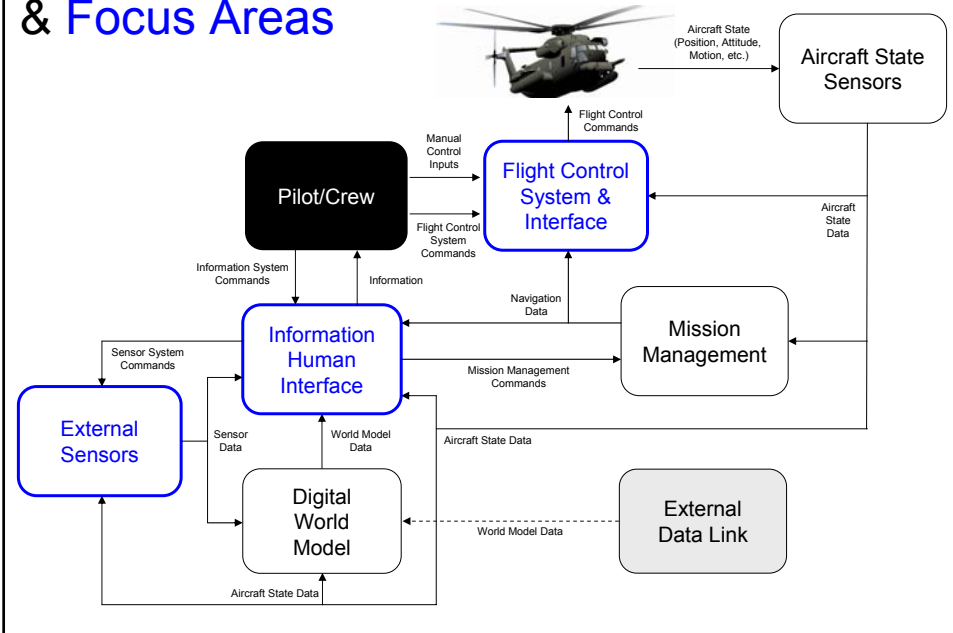 & Focus Areas
Aircraft State
(Position, Attitude,
Motion, etc.)
Aircraft State
Sensors
Flight Control
Commands
Manual
Control
Inputs
Pilot/Crew
Flight Control
System &
Interface
Flight Control
System
Commands
Aircraft
State
Data
Information System
Commands
Information
Navigation
Data
Information
Human
Interface
Mission
Management
Sensor System
Commands
Mission Management
Commands
External
Sensors
Sensor
Data
World Model
Data
Aircraft State Data
Digital
World
Model
World Model Data
External
Data Link
Aircraft State Data